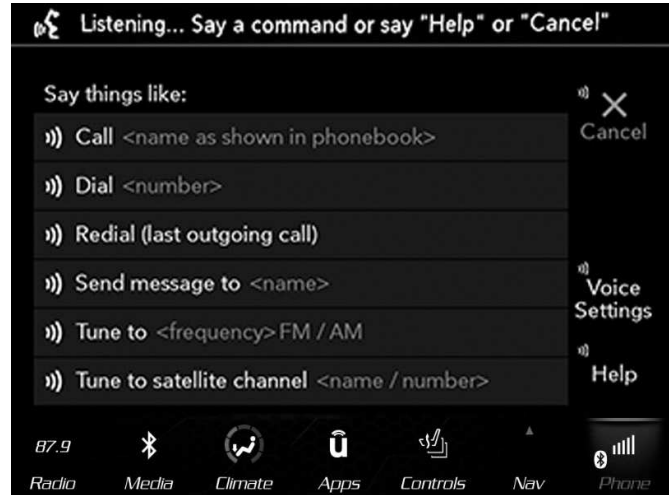 Listening... Say a command or say "Help" or "Cancel"
Say things like:
Cancel
Call <name as shown in phonebook>
Dial <number>
Redial (last outgoing call)
Send message to <name>
Voice
Settings
Tune to <frequency> FM / AM
Help
Tune to satellite channel <name / number>
87.9
Radio Media Climate Apps Controls Nav Phone